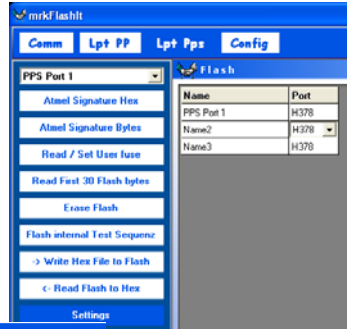 mrkFlashIt
Comm Lpt PP Lpt Pps Config
PPS Port 1
Atmel Signature Hex
Atmel Signature Bytes
Read / Set User fuse
Read First 30 Flash bytes
Erase Flash
Flash internal Test Sequenz
-> Write Hex File to Flash
<- Read Flash to Hex
Settings
Flash
Name Port
PPS Port 1 H378
Name2 H378
Name3 H378